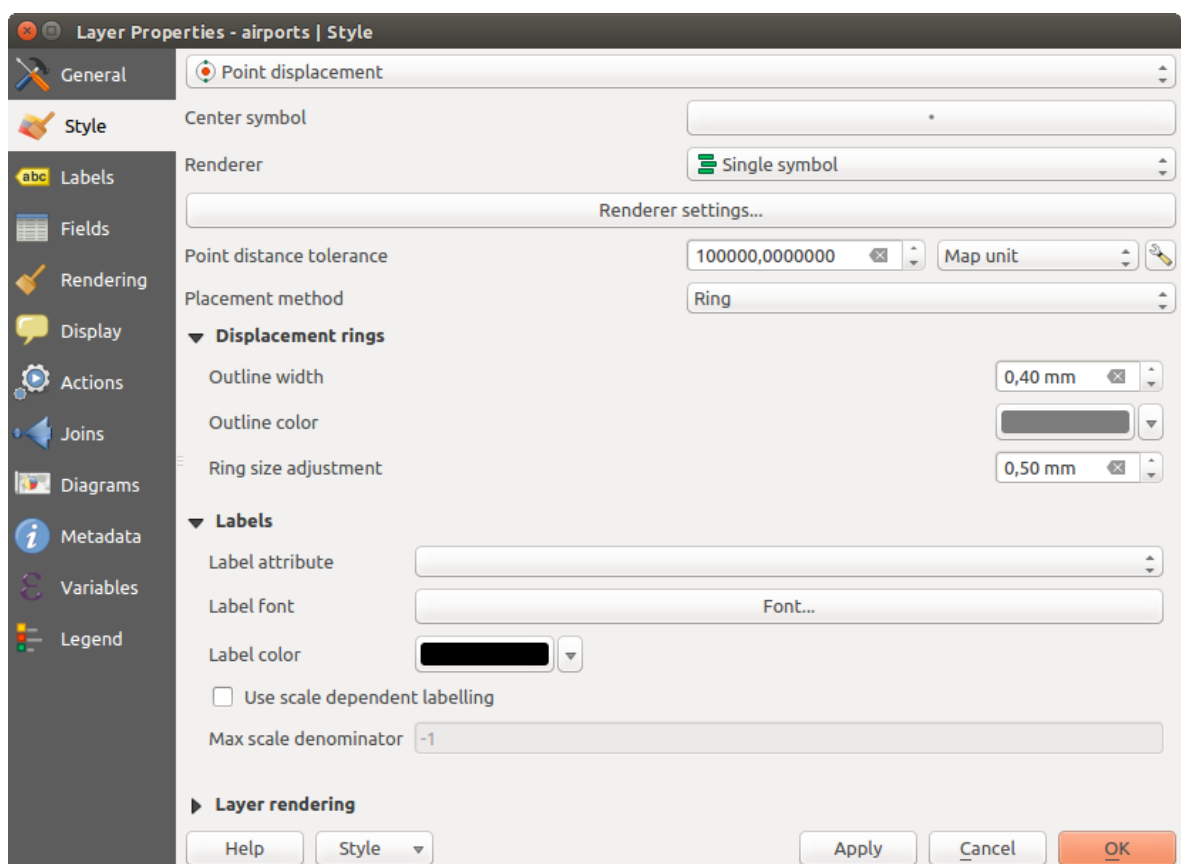 Layer Properties - airports | Style
General
Style
Labels
Fields
Rendering
Display
Actions
Joins
Diagrams
Metadata
Variables
Legend
Point displacement
Center symbol
Renderer Single symbol
Renderer settings...
Point distance tolerance 100000,0000000 Map unit
Placement method Ring
Displacement rings
Outline width 0,40 mm
Outline color
Ring size adjustment 0,50 mm
Labels
Label attribute
Label font Font...
Label color
Use scale dependent labelling
Max scale denominator -1
Layer rendering
Help Style Apply Cancel OK
abc